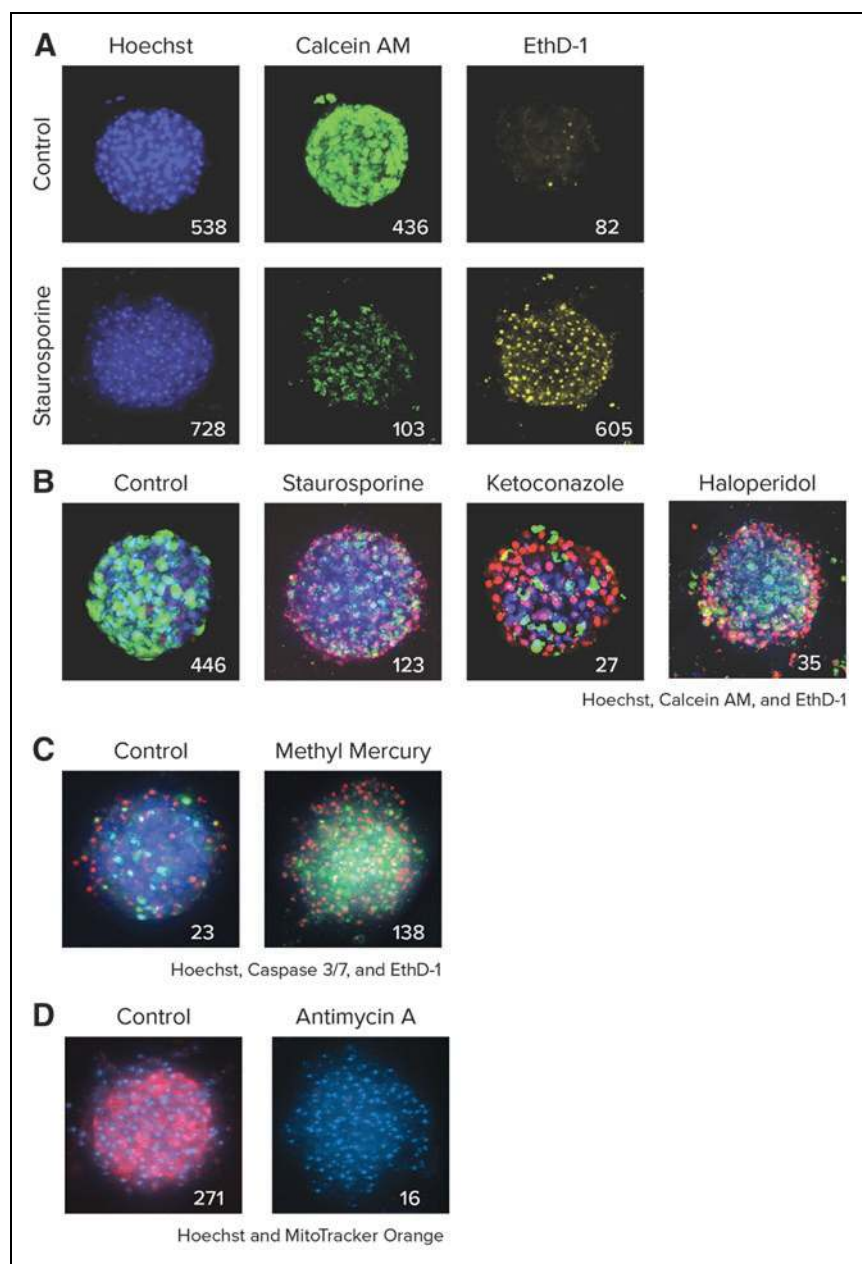 A
Hoechst Calcein AM EthD-1
Control
538 436 82
Staurosporine
728 103 605
B
Control Staurosporine Ketoconazole Haloperidol
446 123 27 35
Hoechst, Calcein AM, and EthD-1
C
Control Methyl Mercury
23 138
Hoechst, Caspase 3/7, and EthD-1
D
Control Antimycin A
271 16
Hoechst and MitoTracker Orange